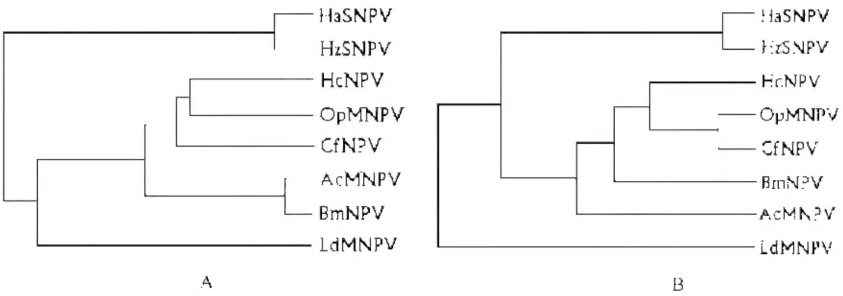 HaSNPV
HzSNPV
HcNPV
OpMNPV
CfNPV
AcMNPV
BmNPV
LdMNPV
A
HaSNPV
HzSNPV
HcNPV
OpMNPV
CfNPV
BmNPV
AcMNPV
LdMNPV
B